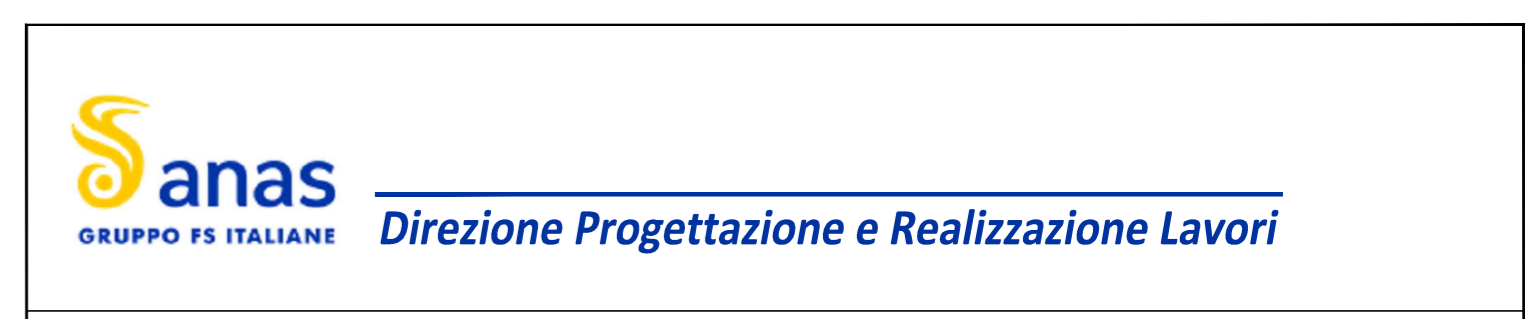 anas
GRUPPO FS ITALIANE
Direzione Progettazione e Realizzazione Lavori